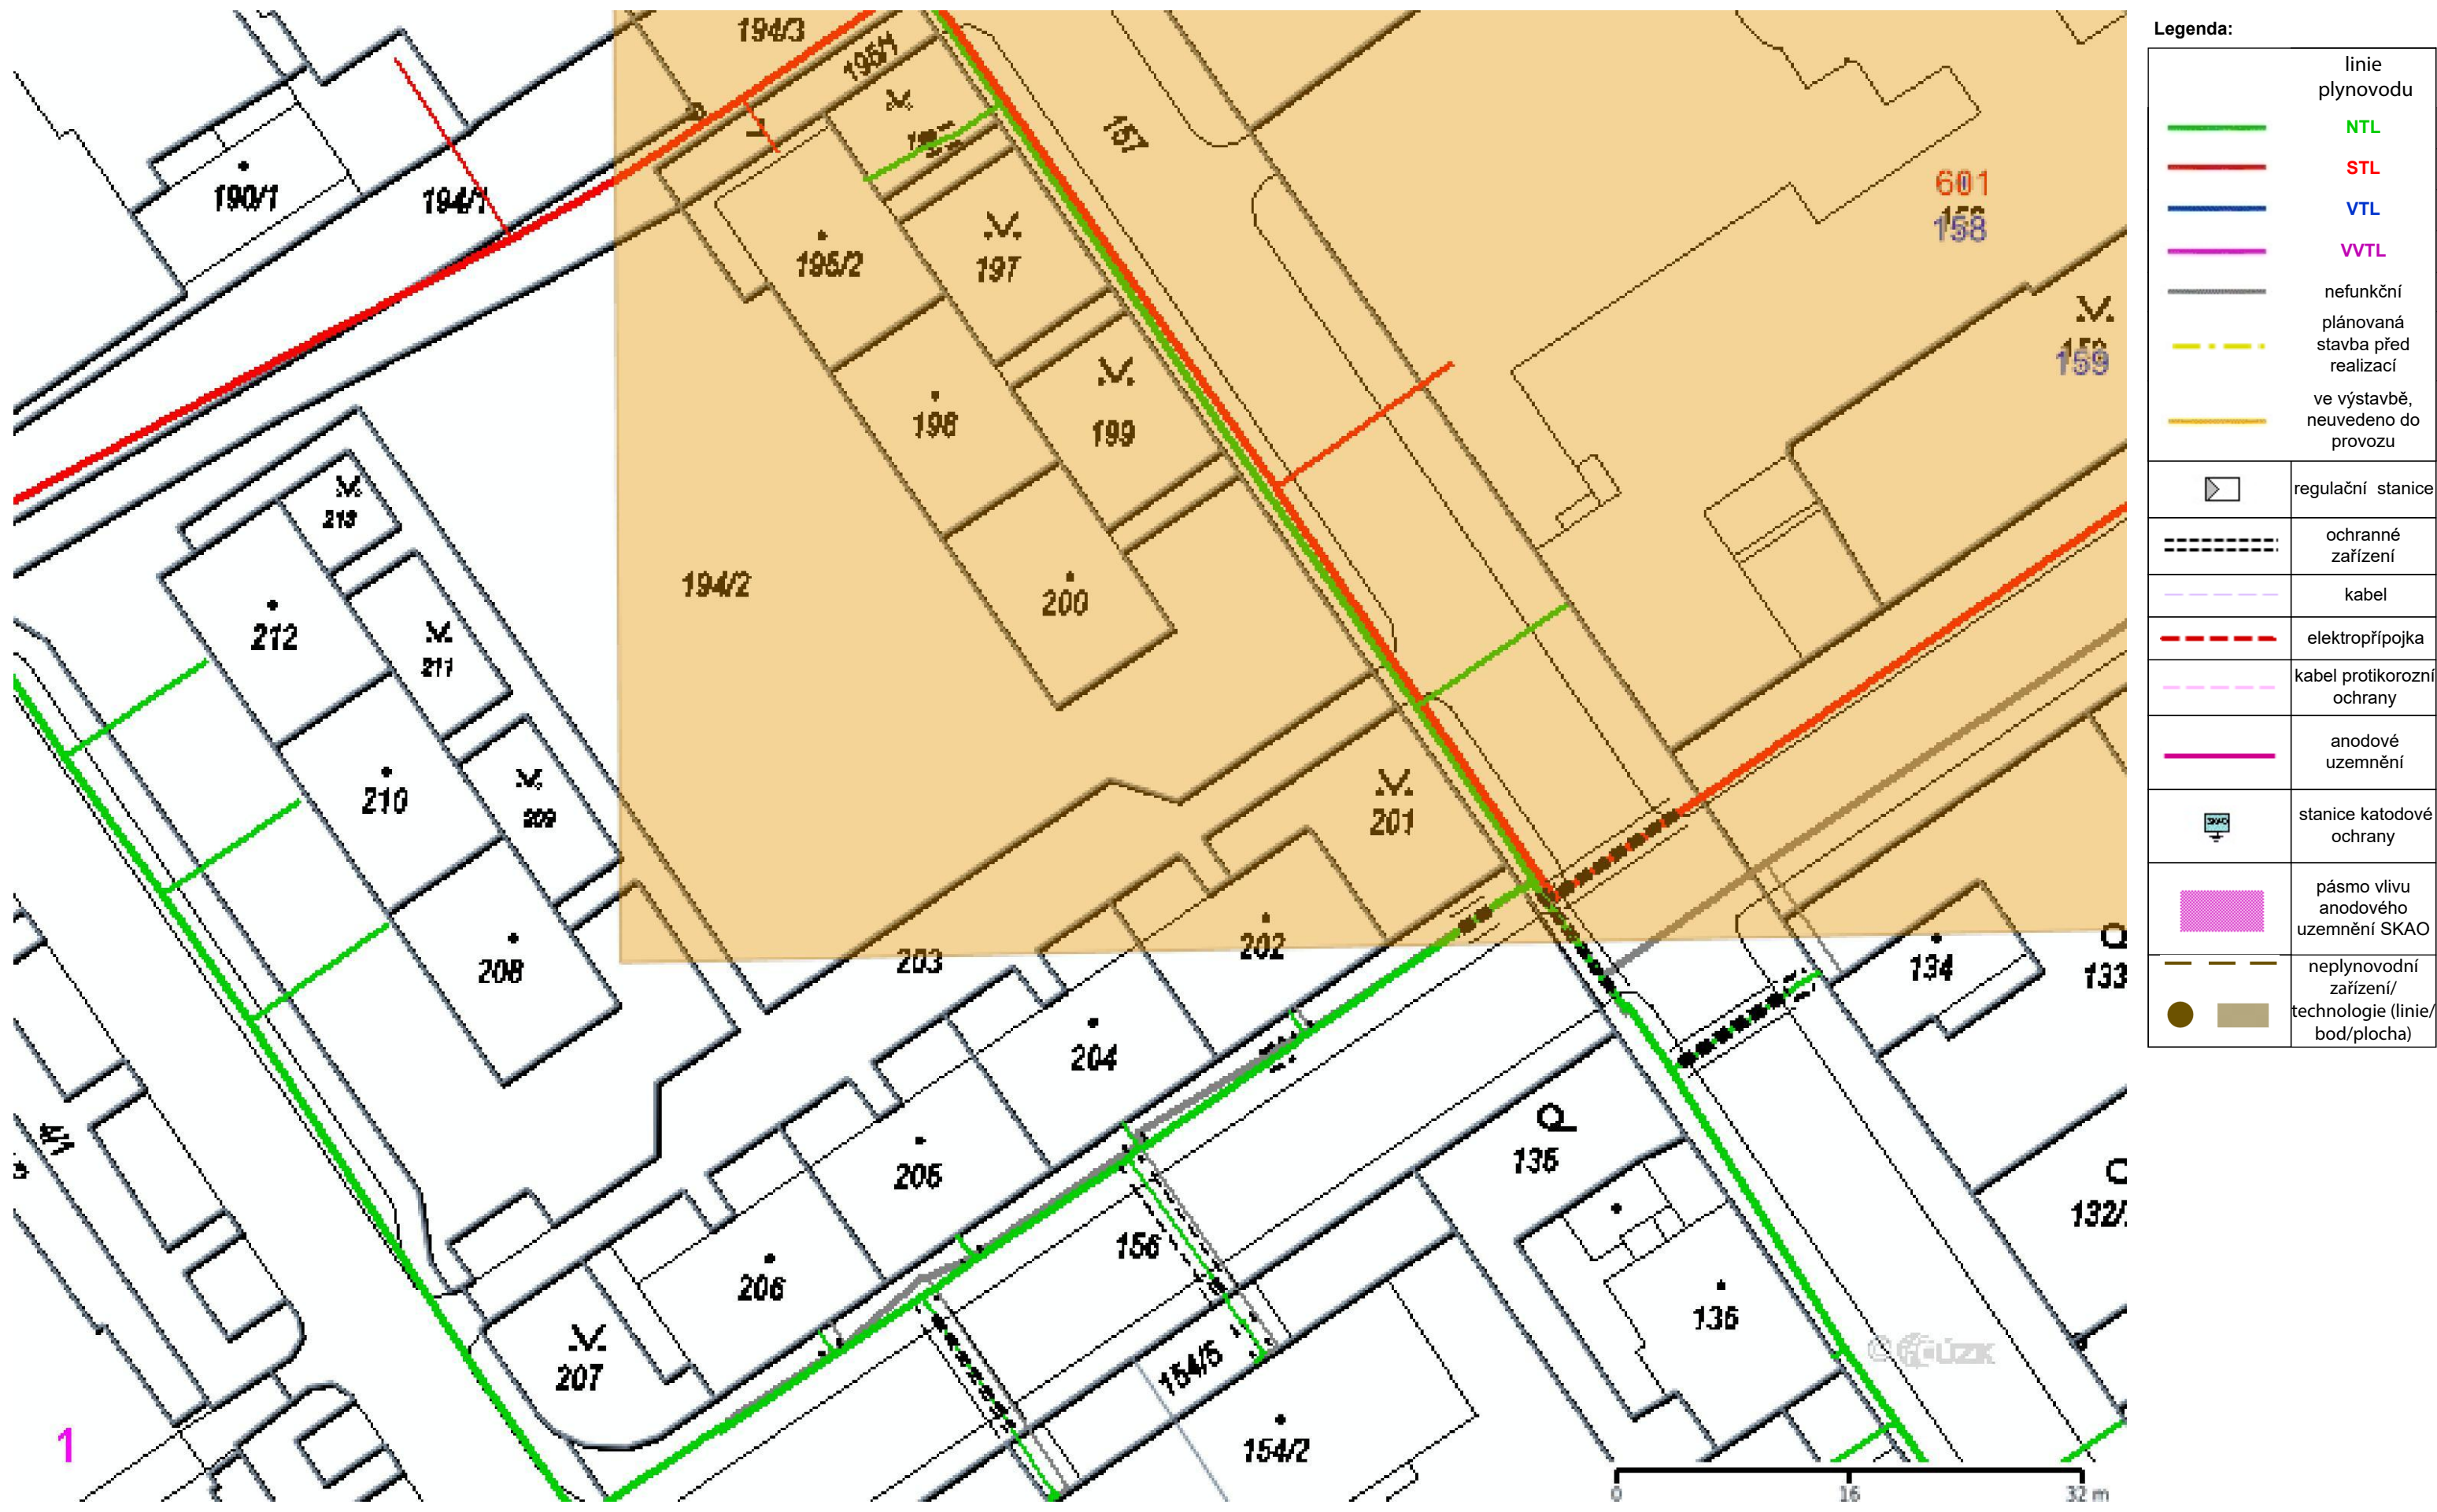 194/3
195/1
157
190/1
194/1
601
158
195/2
197
159
198
199
213
194/2
200
212
211
210
209
201
208
203
202
134
133
204
135
205
132/
156
206
136
207
154/5
154/2
1
0 16 32 m
Legenda:
linie
plynovodu
NTL
STL
VTL
VVTL
nefunkční
plánovaná
stavba před
realizací
ve výstavbě,
neuvedeno do
provozu
regulační stanice
ochranné
zařízení
kabel
elektropřípojka
kabel protikorozní
ochrany
anodové
uzemnění
SKAO
stanice katodové
ochrany
pásmo vlivu
anodového
uzemnění SKAO
neplynovodní
zařízení/
technologie (linie/
bod/plocha)